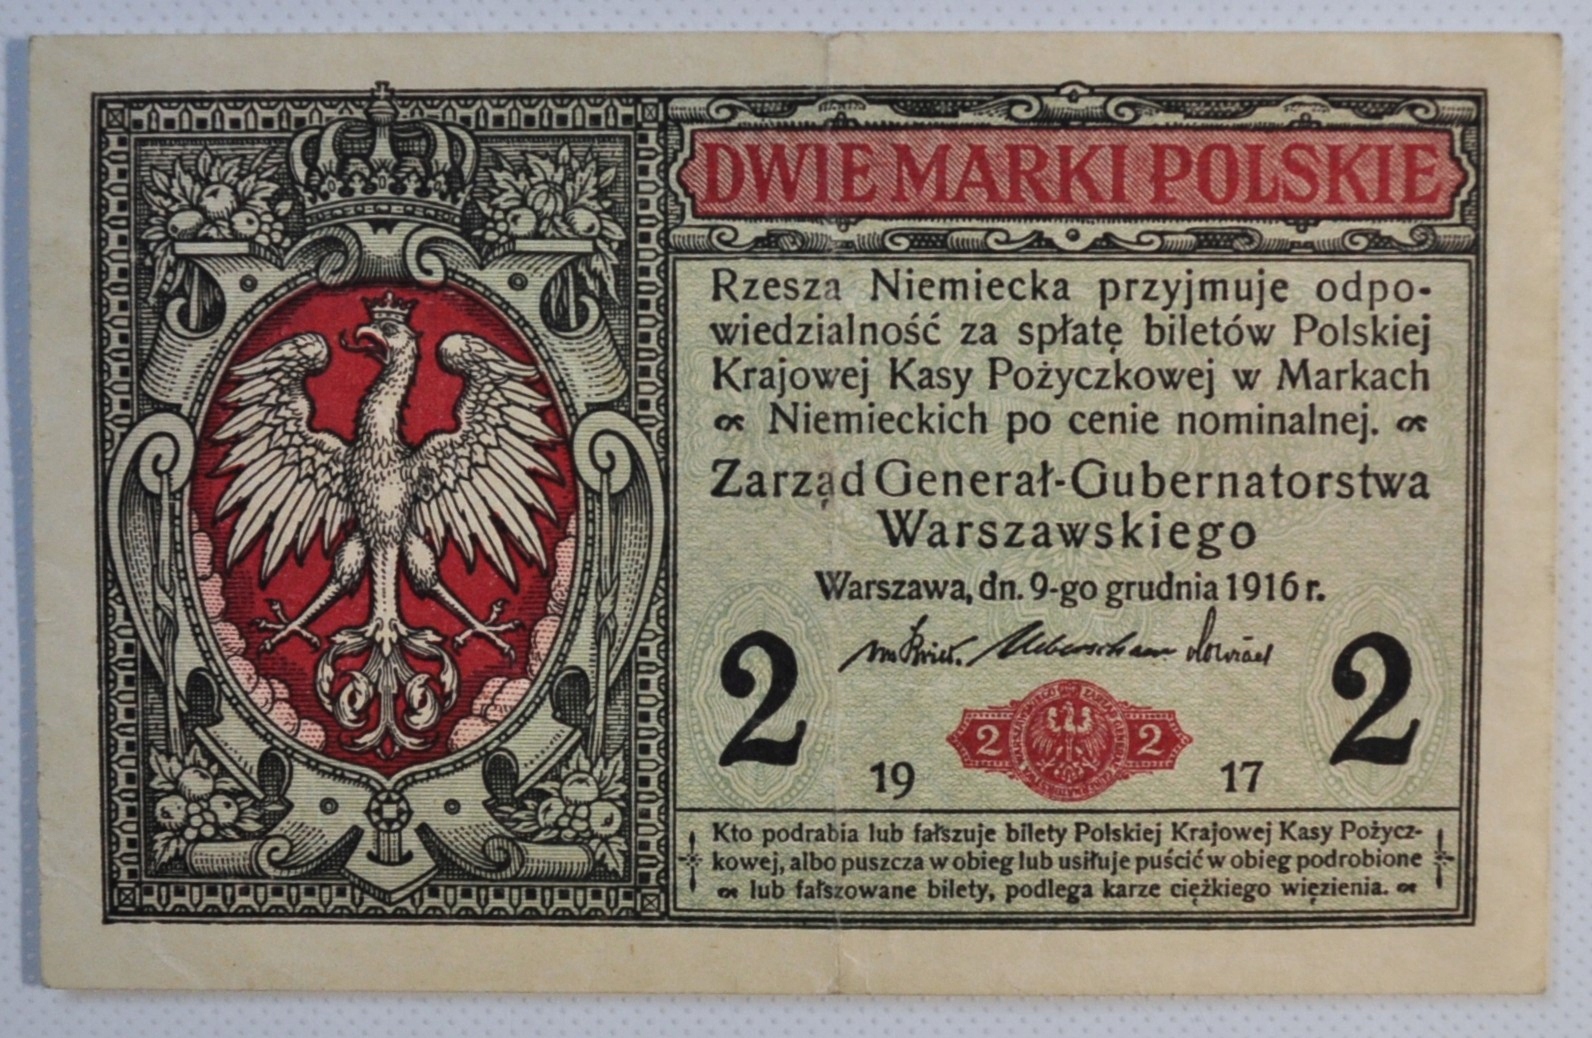 DWIE MARKI POLSKIE
Rzesza Niemiecka przyjmuje odpo-
wiedzialność za spłatę biletów Polskiej
Krajowej Kasy Pożyczkowej w Markach
Niemieckich po cenie nominalnej.
Zarząd Generał-Gubernatorstwa
Warszawskiego
Warszawa, dn. 9-go grudnia 1916 r.
2 2
2 2
19 17
Kto podrabia lub fałszuje bilety Polskiej Krajowej Kasy Pożycz-
kowej, albo puszcza w obieg lub usiłuje puścić w obieg podrobione
lub fałszowane bilety, podlega karze ciężkiego więzienia.